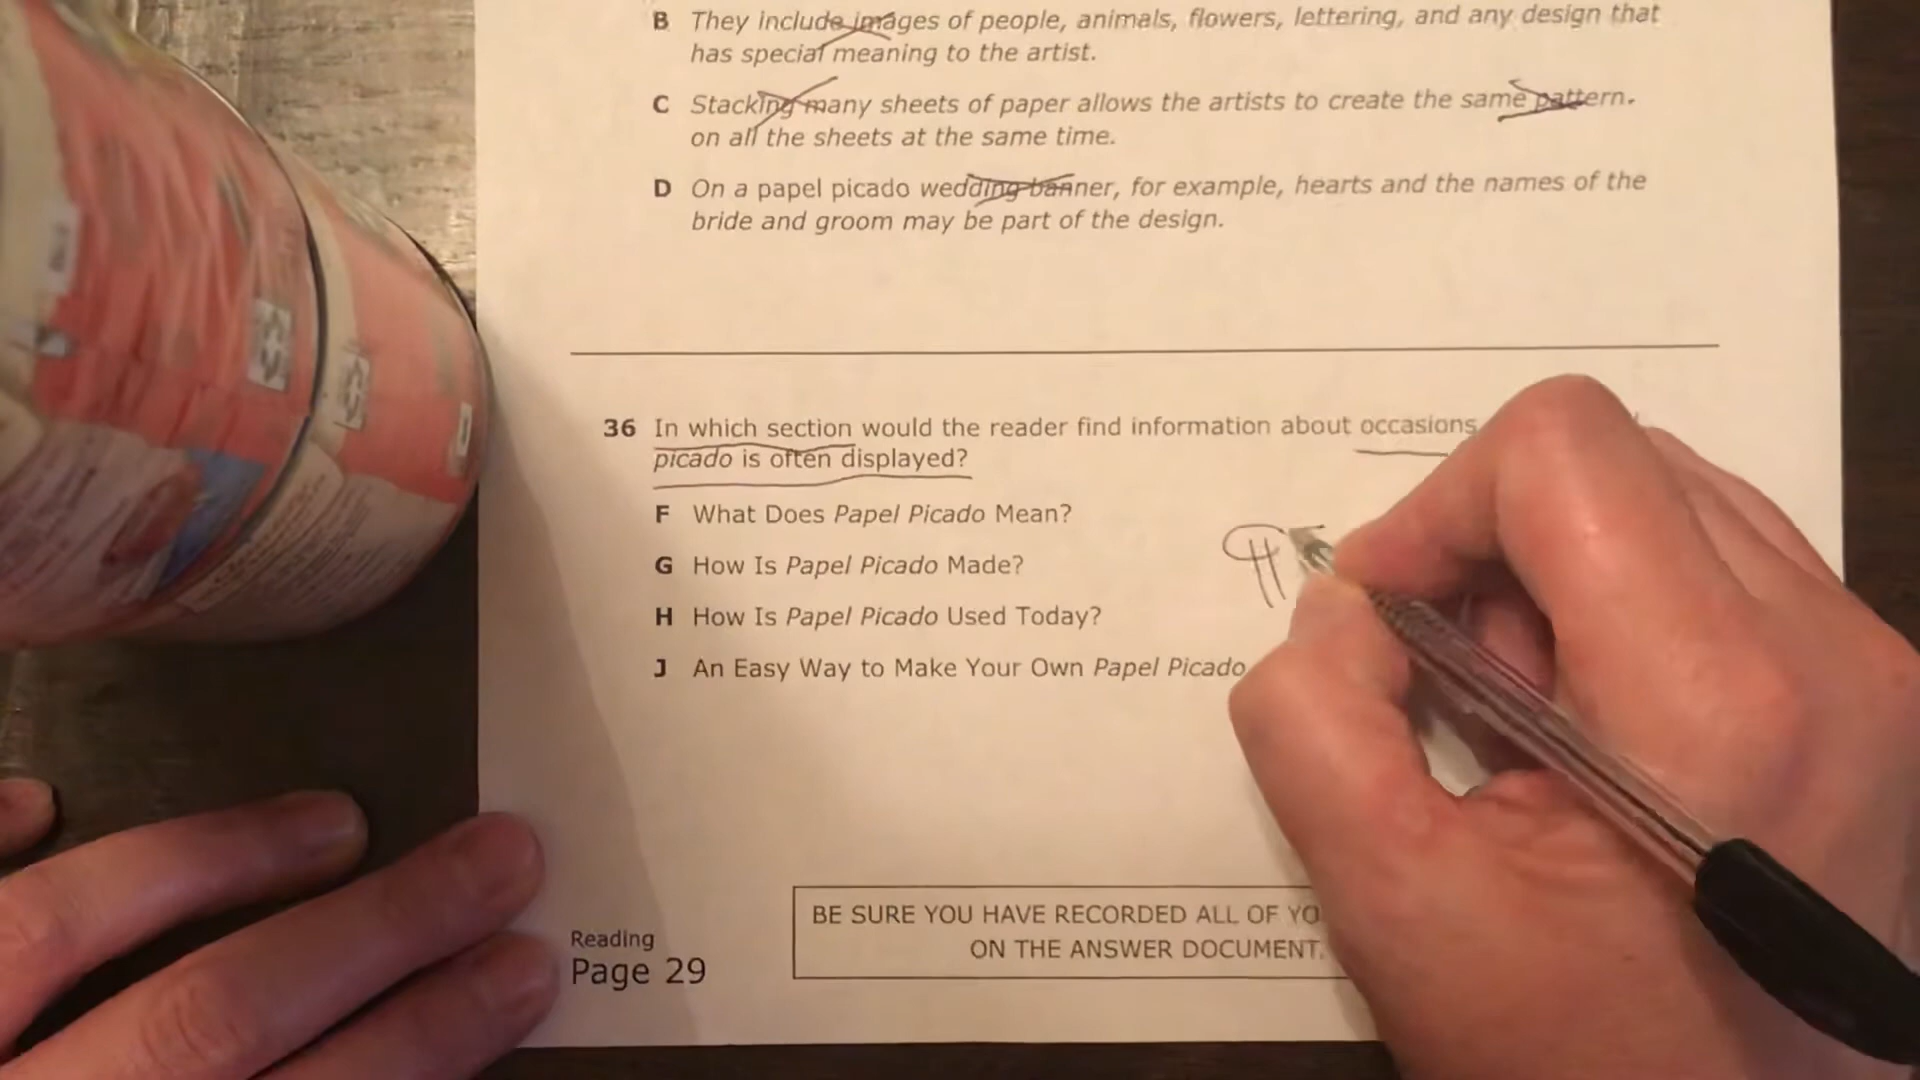 B They include images of people, animals, flowers, lettering, and any design that
has special meaning to the artist.
C Stacking many sheets of paper allows the artists to create the same pattern.
on all the sheets at the same time.
D On a papel picado wedding banner, for example, hearts and the names of the
bride and groom may be part of the design.
36 In which section would the reader find information about occasions
picado is often displayed?
F What Does Papel Picado Mean?
G How Is Papel Picado Made?
H How Is Papel Picado Used Today?
J An Easy Way to Make Your Own Papel Picado
¶
BE SURE YOU HAVE RECORDED ALL OF YO
ON THE ANSWER DOCUMENT.
Reading
Page 29